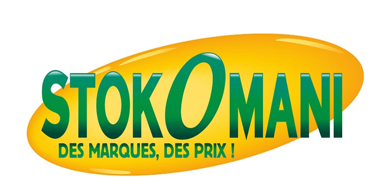 STOKOMANI
DES MARQUES, DES PRIX !